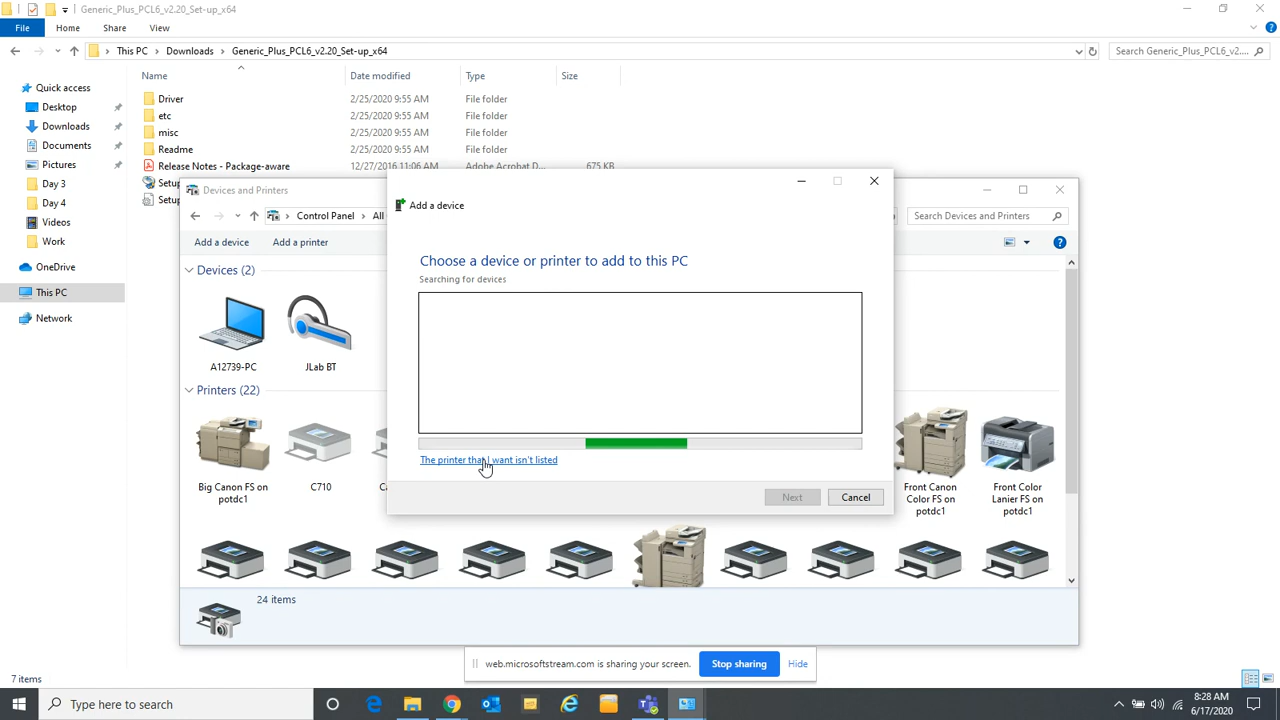 Generic_Plus_PCL6_v2.20_Set-up_x64
File Home Share View
This PC Downloads Generic_Plus_PCL6_v2.20_Set-up_x64
Search Generic_Plus_PCL6_v2....
Name Date modified Type Size
Quick access
Desktop
Downloads
Documents
Pictures
Day 3
Day 4
Videos
Work
OneDrive
This PC
Network
Driver 2/25/2020 9:55 AM File folder
etc 2/25/2020 9:55 AM File folder
misc 2/25/2020 9:55 AM File folder
Readme 2/25/2020 9:55 AM File folder
Release Notes - Package-aware 12/27/2016 11:06 AM Adobe Acrobat D... 675 KB
Setup
Setup
Devices and Printers
Control Panel All
Search Devices and Printers
Add a device Add a printer
Devices (2)
A12739-PC
JLab BT
Printers (22)
Big Canon FS on
potdc1
C710
Front Canon
Color FS on
potdc1
Front Color
Lanier FS on
potdc1
24 items
Add a device
Choose a device or printer to add to this PC
Searching for devices
The printer that I want isn't listed
Next Cancel
web.microsoftstream.com is sharing your screen. Stop sharing Hide
7 items
Type here to search
8:28 AM
6/17/2020